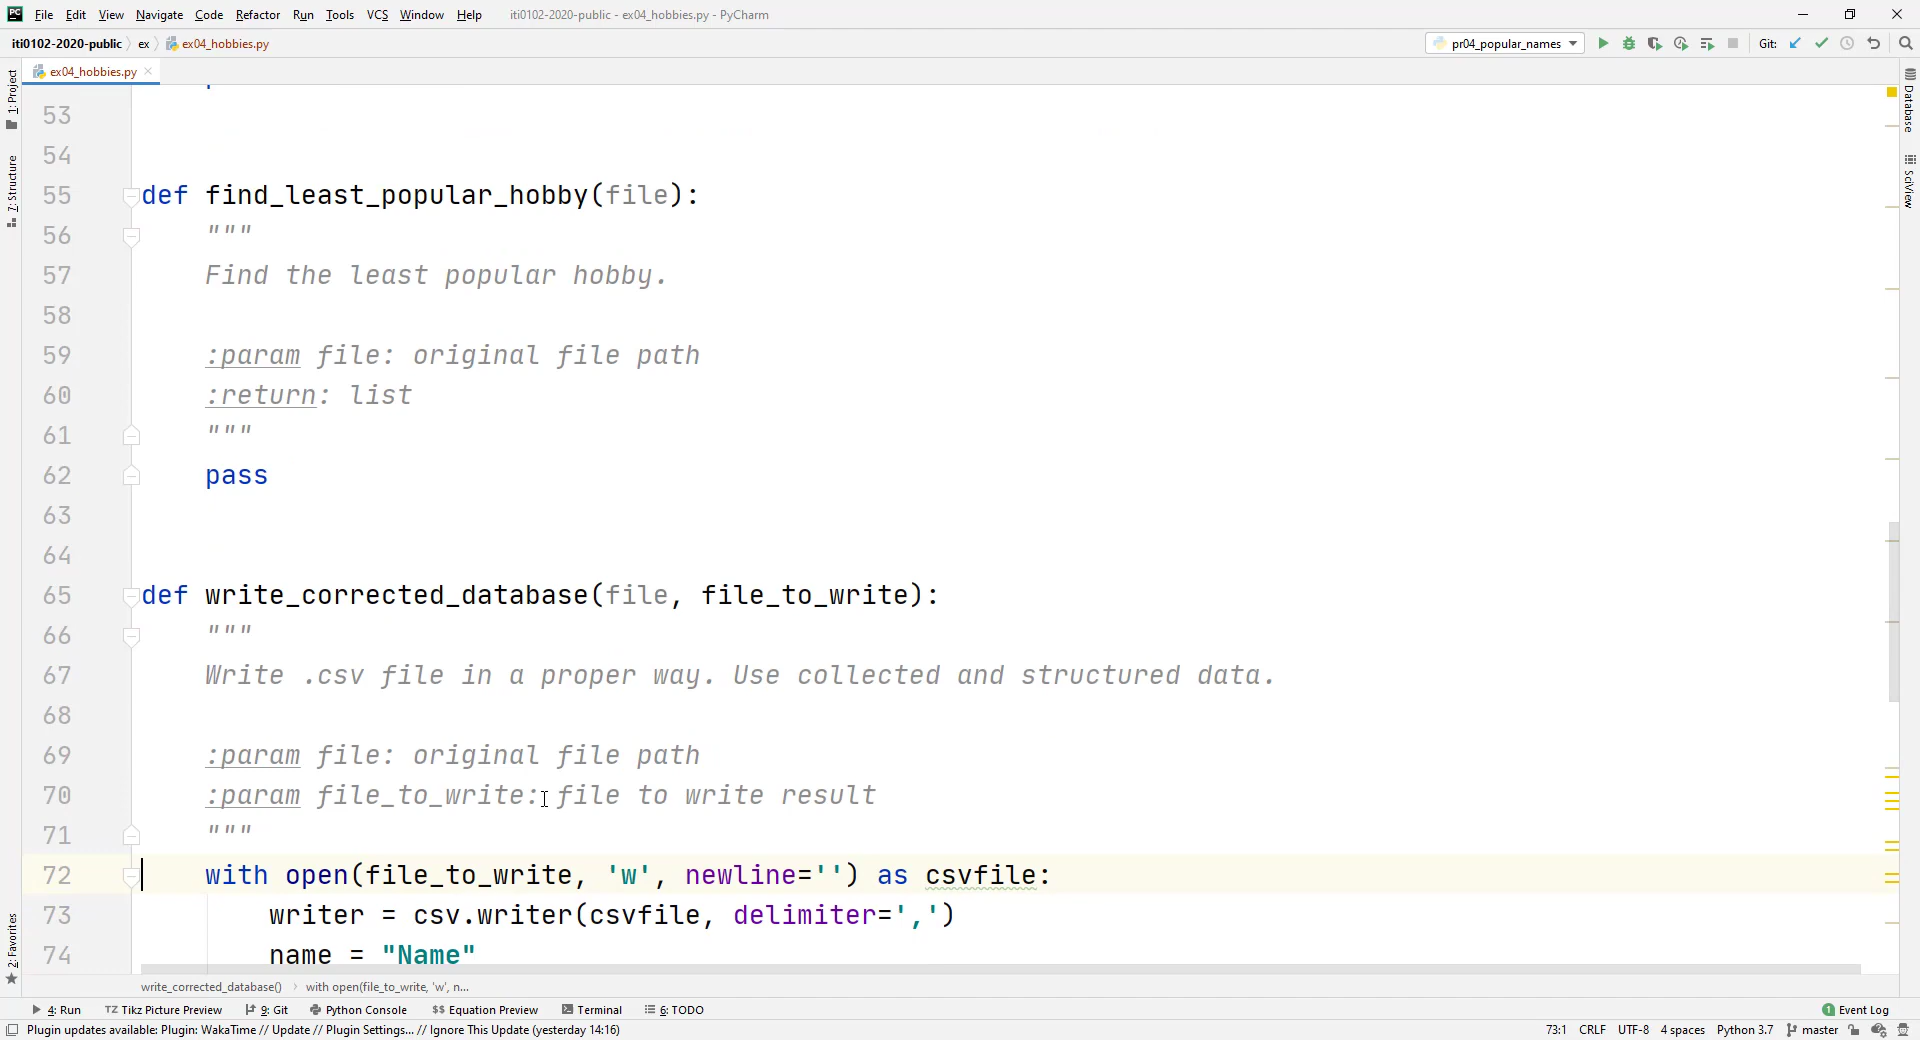 File Edit View Navigate Code Refactor Run Tools VCS Window Help iti0102-2020-public - ex04_hobbies.py - PyCharm
iti0102-2020-public ex ex04_hobbies.py pr04_popular_names Git:
ex04_hobbies.py
1: Project
7: Structure
2: Favorites
Database
SciView
53
54
55 def find_least_popular_hobby(file):
56 """
57 Find the least popular hobby.
58
59 :param file: original file path
60 :return: list
61 """
62 pass
63
64
65 def write_corrected_database(file, file_to_write):
66 """
67 Write .csv file in a proper way. Use collected and structured data.
68
69 :param file: original file path
70 :param file_to_write: file to write result
71 """
72 with open(file_to_write, 'w', newline='') as csvfile:
73 writer = csv.writer(csvfile, delimiter=',')
74 name = "Name"
write_corrected_database() with open(file_to_write, 'w', n...
4: Run TZ Tikz Picture Preview 9: Git Python Console $$ Equation Preview Terminal 6: TODO 1 Event Log
Plugin updates available: Plugin: WakaTime // Update // Plugin Settings... // Ignore This Update (yesterday 14:16) 73:1 CRLF UTF-8 4 spaces Python 3.7 master